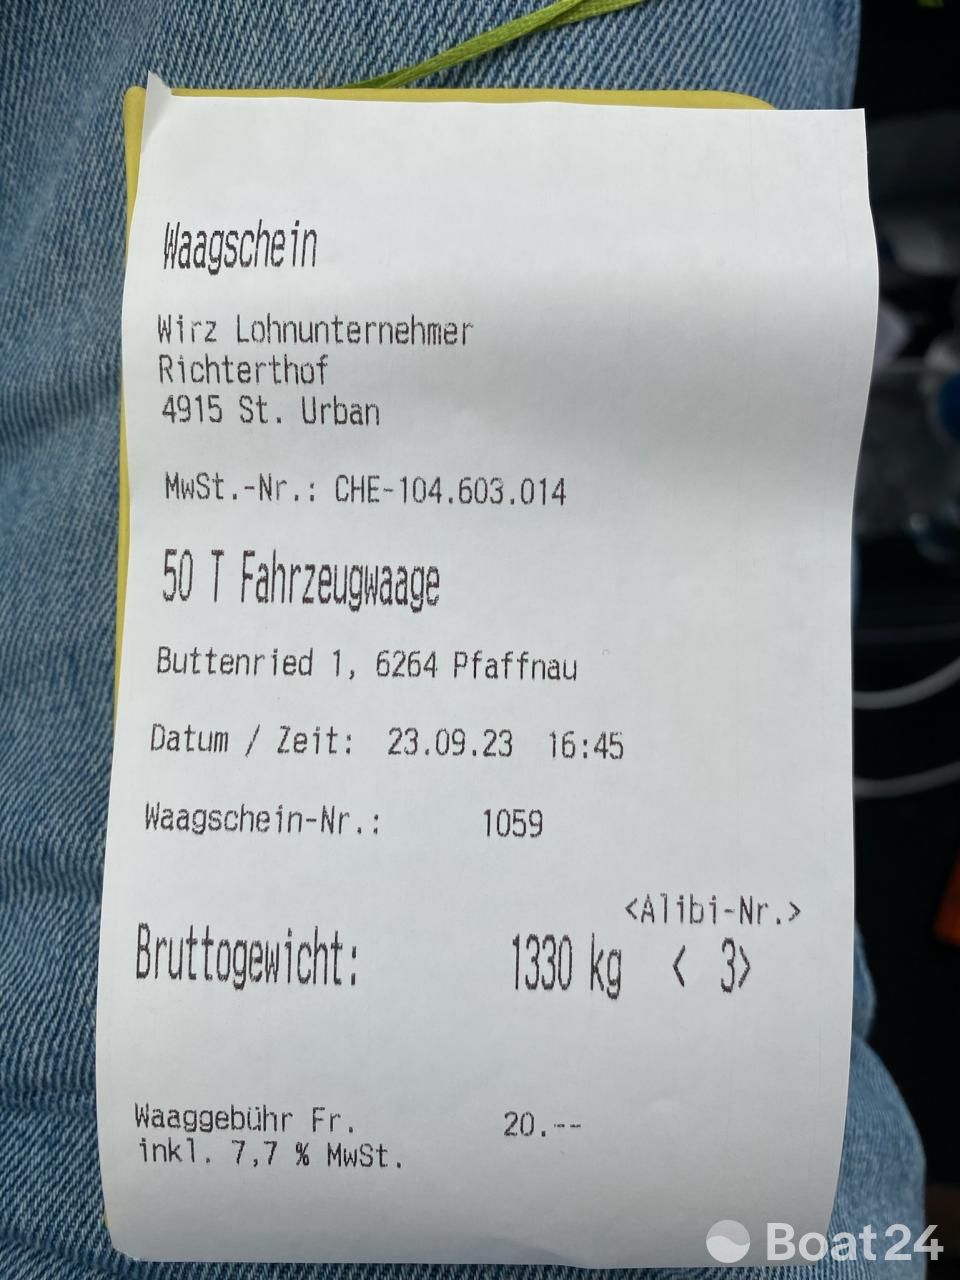 Waagschein
Wirz Lohnunternehmer
Richterthof
4915 St. Urban
MwSt.-Nr.: CHE-104.603.014
50 T Fahrzeugwaage
Buttenried 1, 6264 Pfaffnau
Datum / Zeit: 23.09.23 16:45
Waagschein-Nr.: 1059
<Alibi-Nr.>
Bruttogewicht: 1330 kg < 3>
Waaggebühr Fr. 20.--
inkl. 7,7 % MwSt.
Boat24